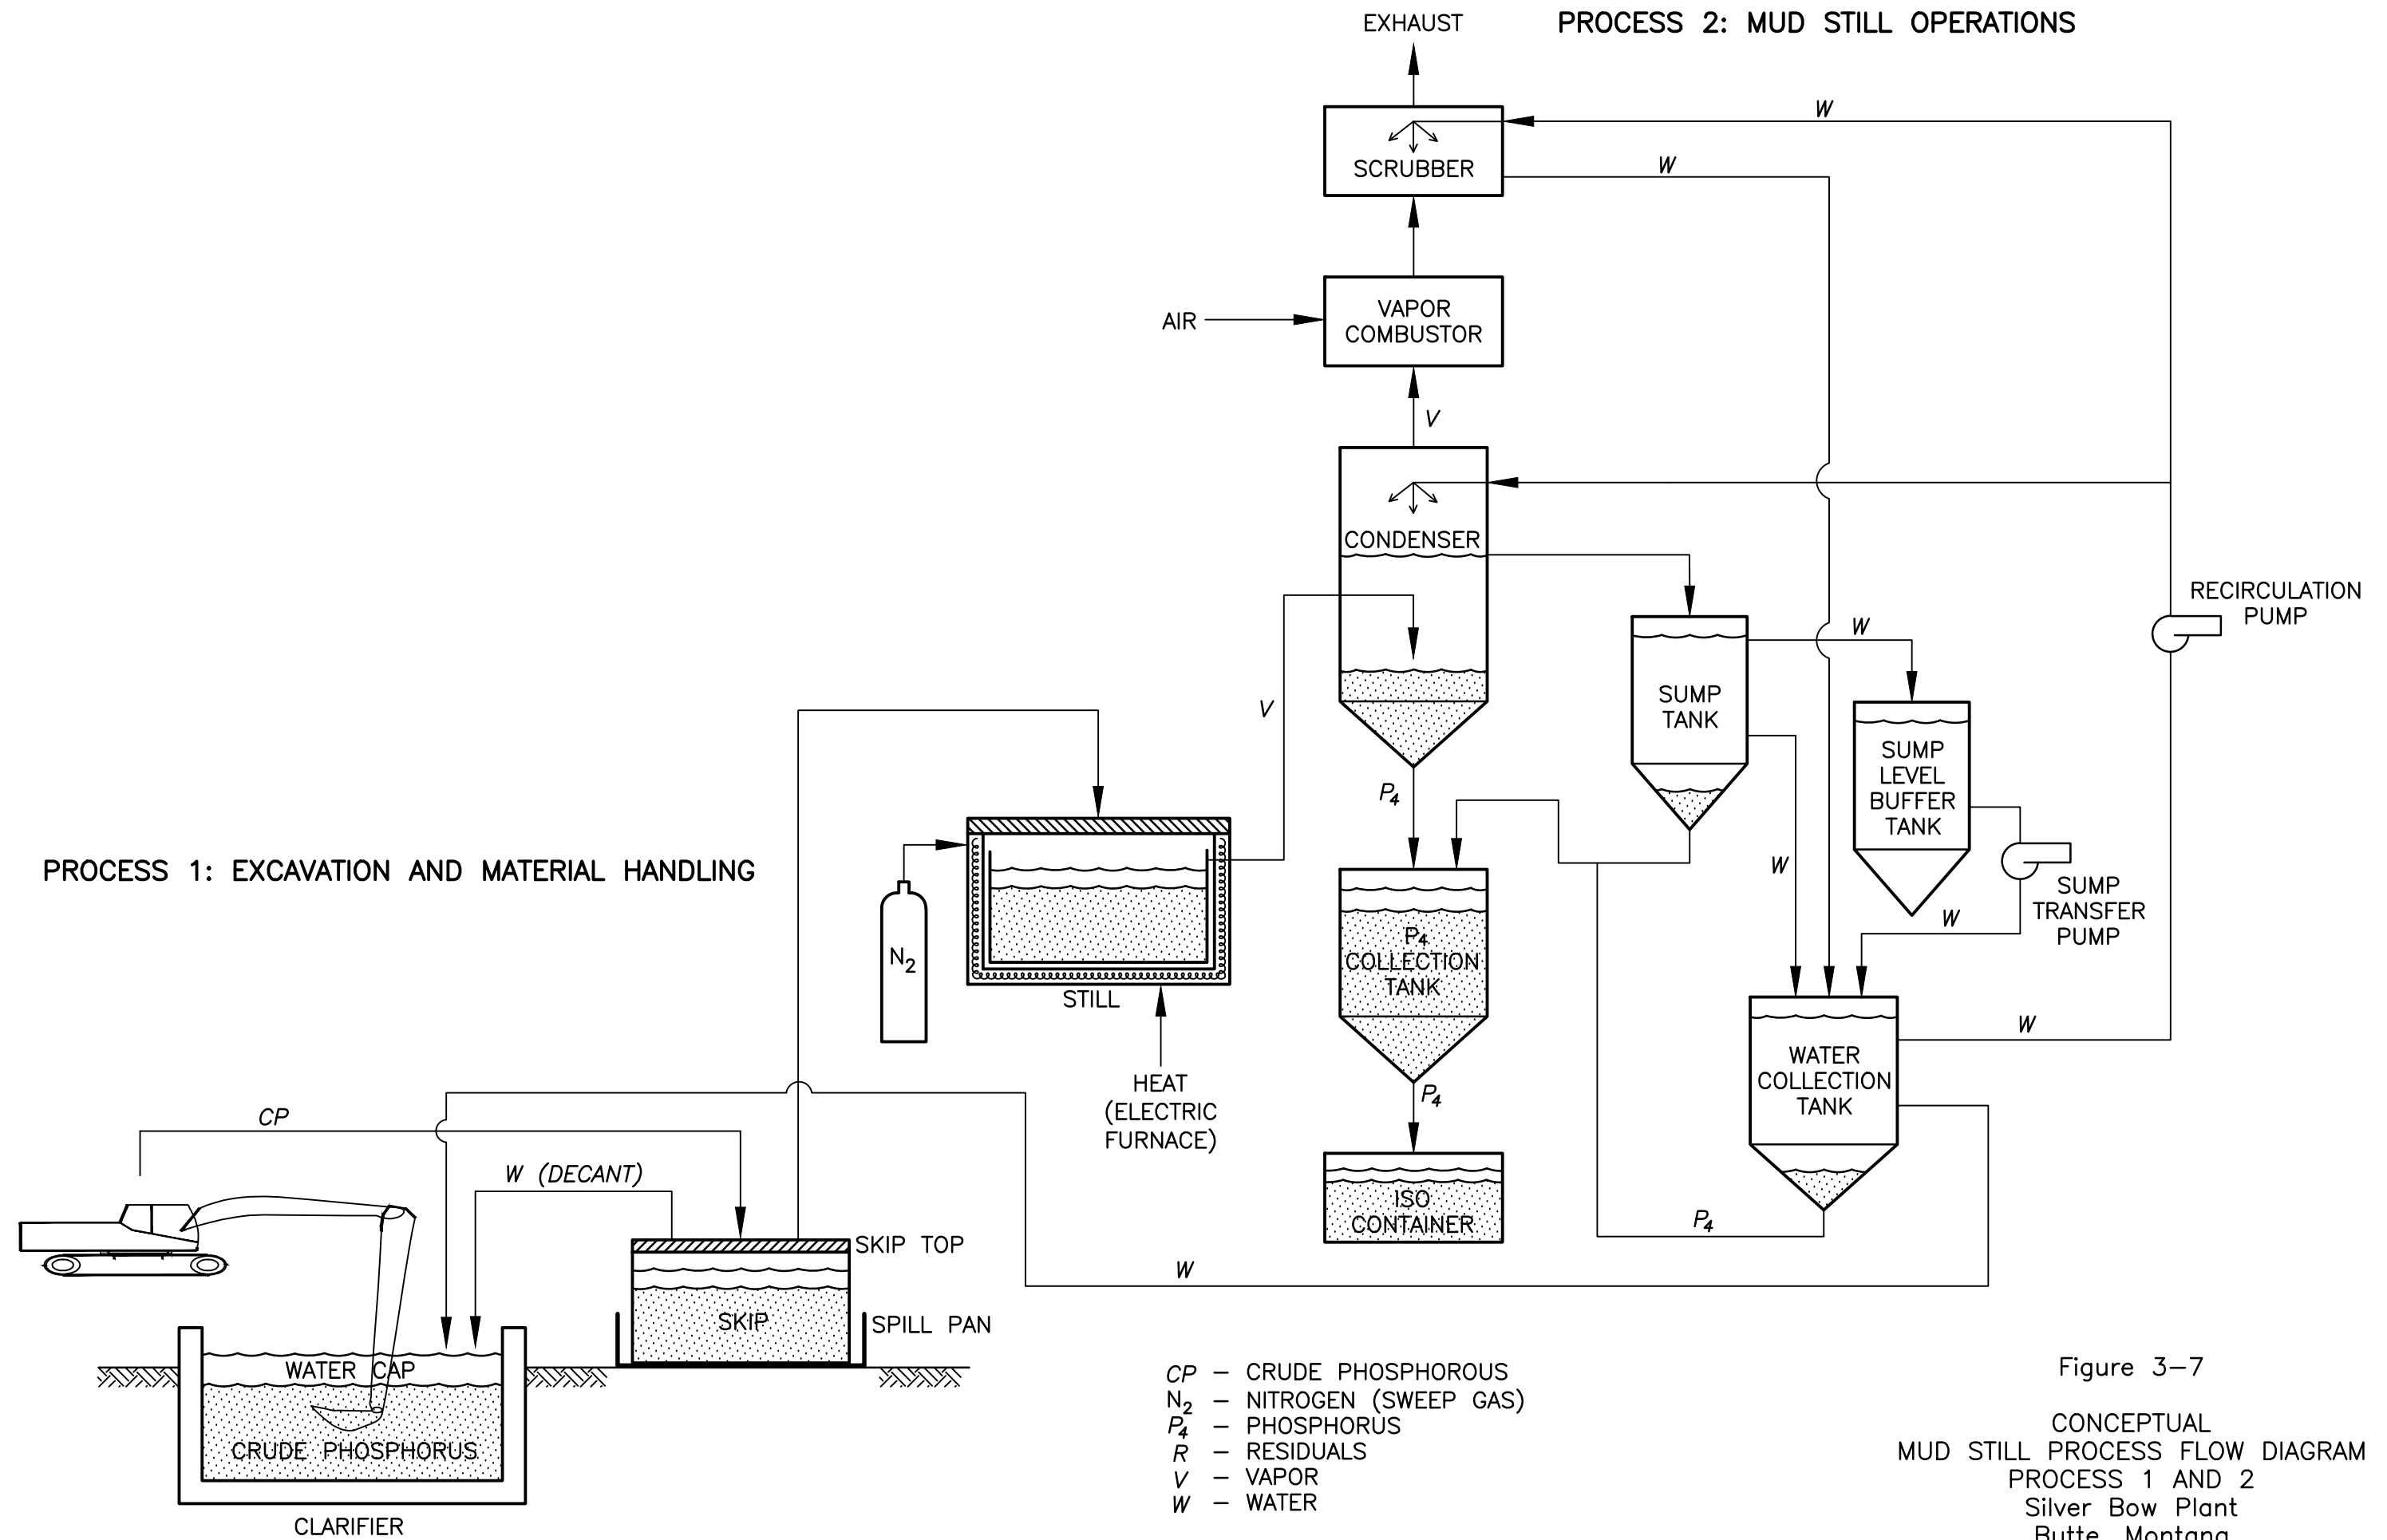 EXHAUST
PROCESS 2: MUD STILL OPERATIONS
W
SCRUBBER
W
AIR
VAPOR
COMBUSTOR
V
CONDENSER
RECIRCULATION
PUMP
W
SUMP
TANK
V
SUMP
LEVEL
BUFFER
TANK
P4
W
PROCESS 1: EXCAVATION AND MATERIAL HANDLING
SUMP
TRANSFER
PUMP
W
N2
P4
COLLECTION
TANK
STILL
W
WATER
COLLECTION
TANK
HEAT
(ELECTRIC
FURNACE)
P4
CP
W (DECANT)
ISO
CONTAINER
P4
SKIP TOP
W
SKIP
SPILL PAN
WATER CAP
CRUDE PHOSPHORUS
CLARIFIER
CP – CRUDE PHOSPHOROUS
N2 – NITROGEN (SWEEP GAS)
P4 – PHOSPHORUS
R – RESIDUALS
V – VAPOR
W – WATER
Figure 3–7
CONCEPTUAL
MUD STILL PROCESS FLOW DIAGRAM
PROCESS 1 AND 2
Silver Bow Plant
Butte, Montana